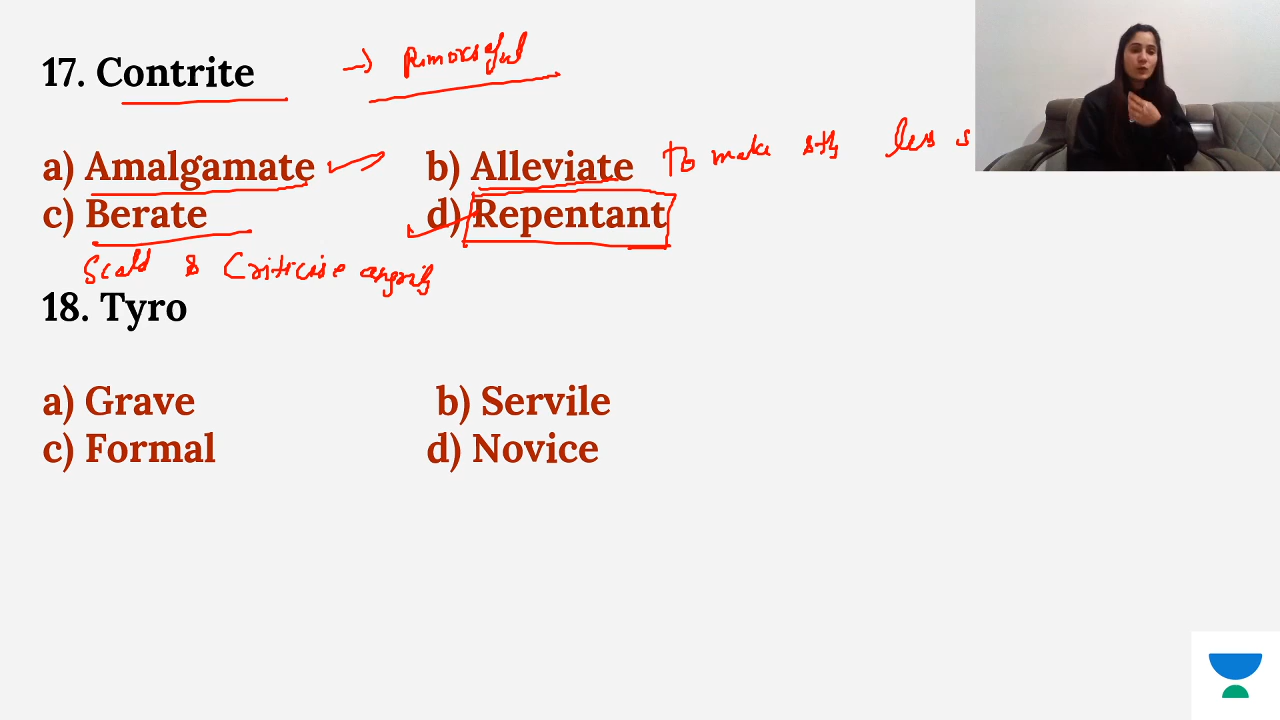 17. Contrite → Remorseful
a) Amalgamate b) Alleviate To make sth less s
c) Berate d) Repentant
Scold & Criticise angrily
18. Tyro
a) Grave b) Servile
c) Formal d) Novice